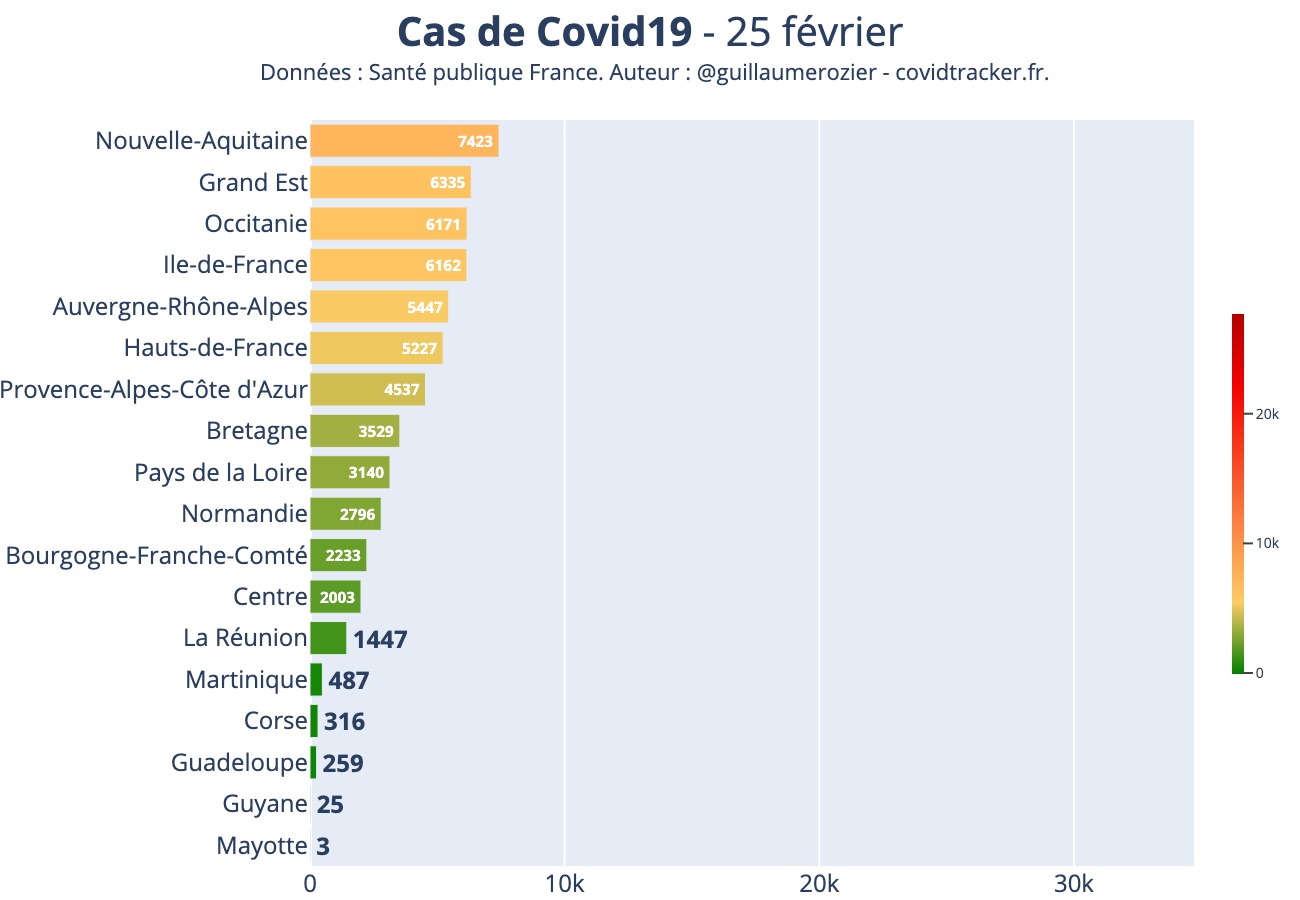 Cas de Covid19 - 25 février
Données : Santé publique France. Auteur : @guillaumerozier - covidtracker.fr.
Nouvelle-Aquitaine 7423
Grand Est 6335
Occitanie 6171
Ile-de-France 6162
Auvergne-Rhône-Alpes 5447
Hauts-de-France 5227
Provence-Alpes-Côte d'Azur 4537
Bretagne 3529
Pays de la Loire 3140
Normandie 2796
Bourgogne-Franche-Comté 2233
Centre 2003
La Réunion 1447
Martinique 487
Corse 316
Guadeloupe 259
Guyane 25
Mayotte 3
0 10k 20k 30k
20k
10k
0